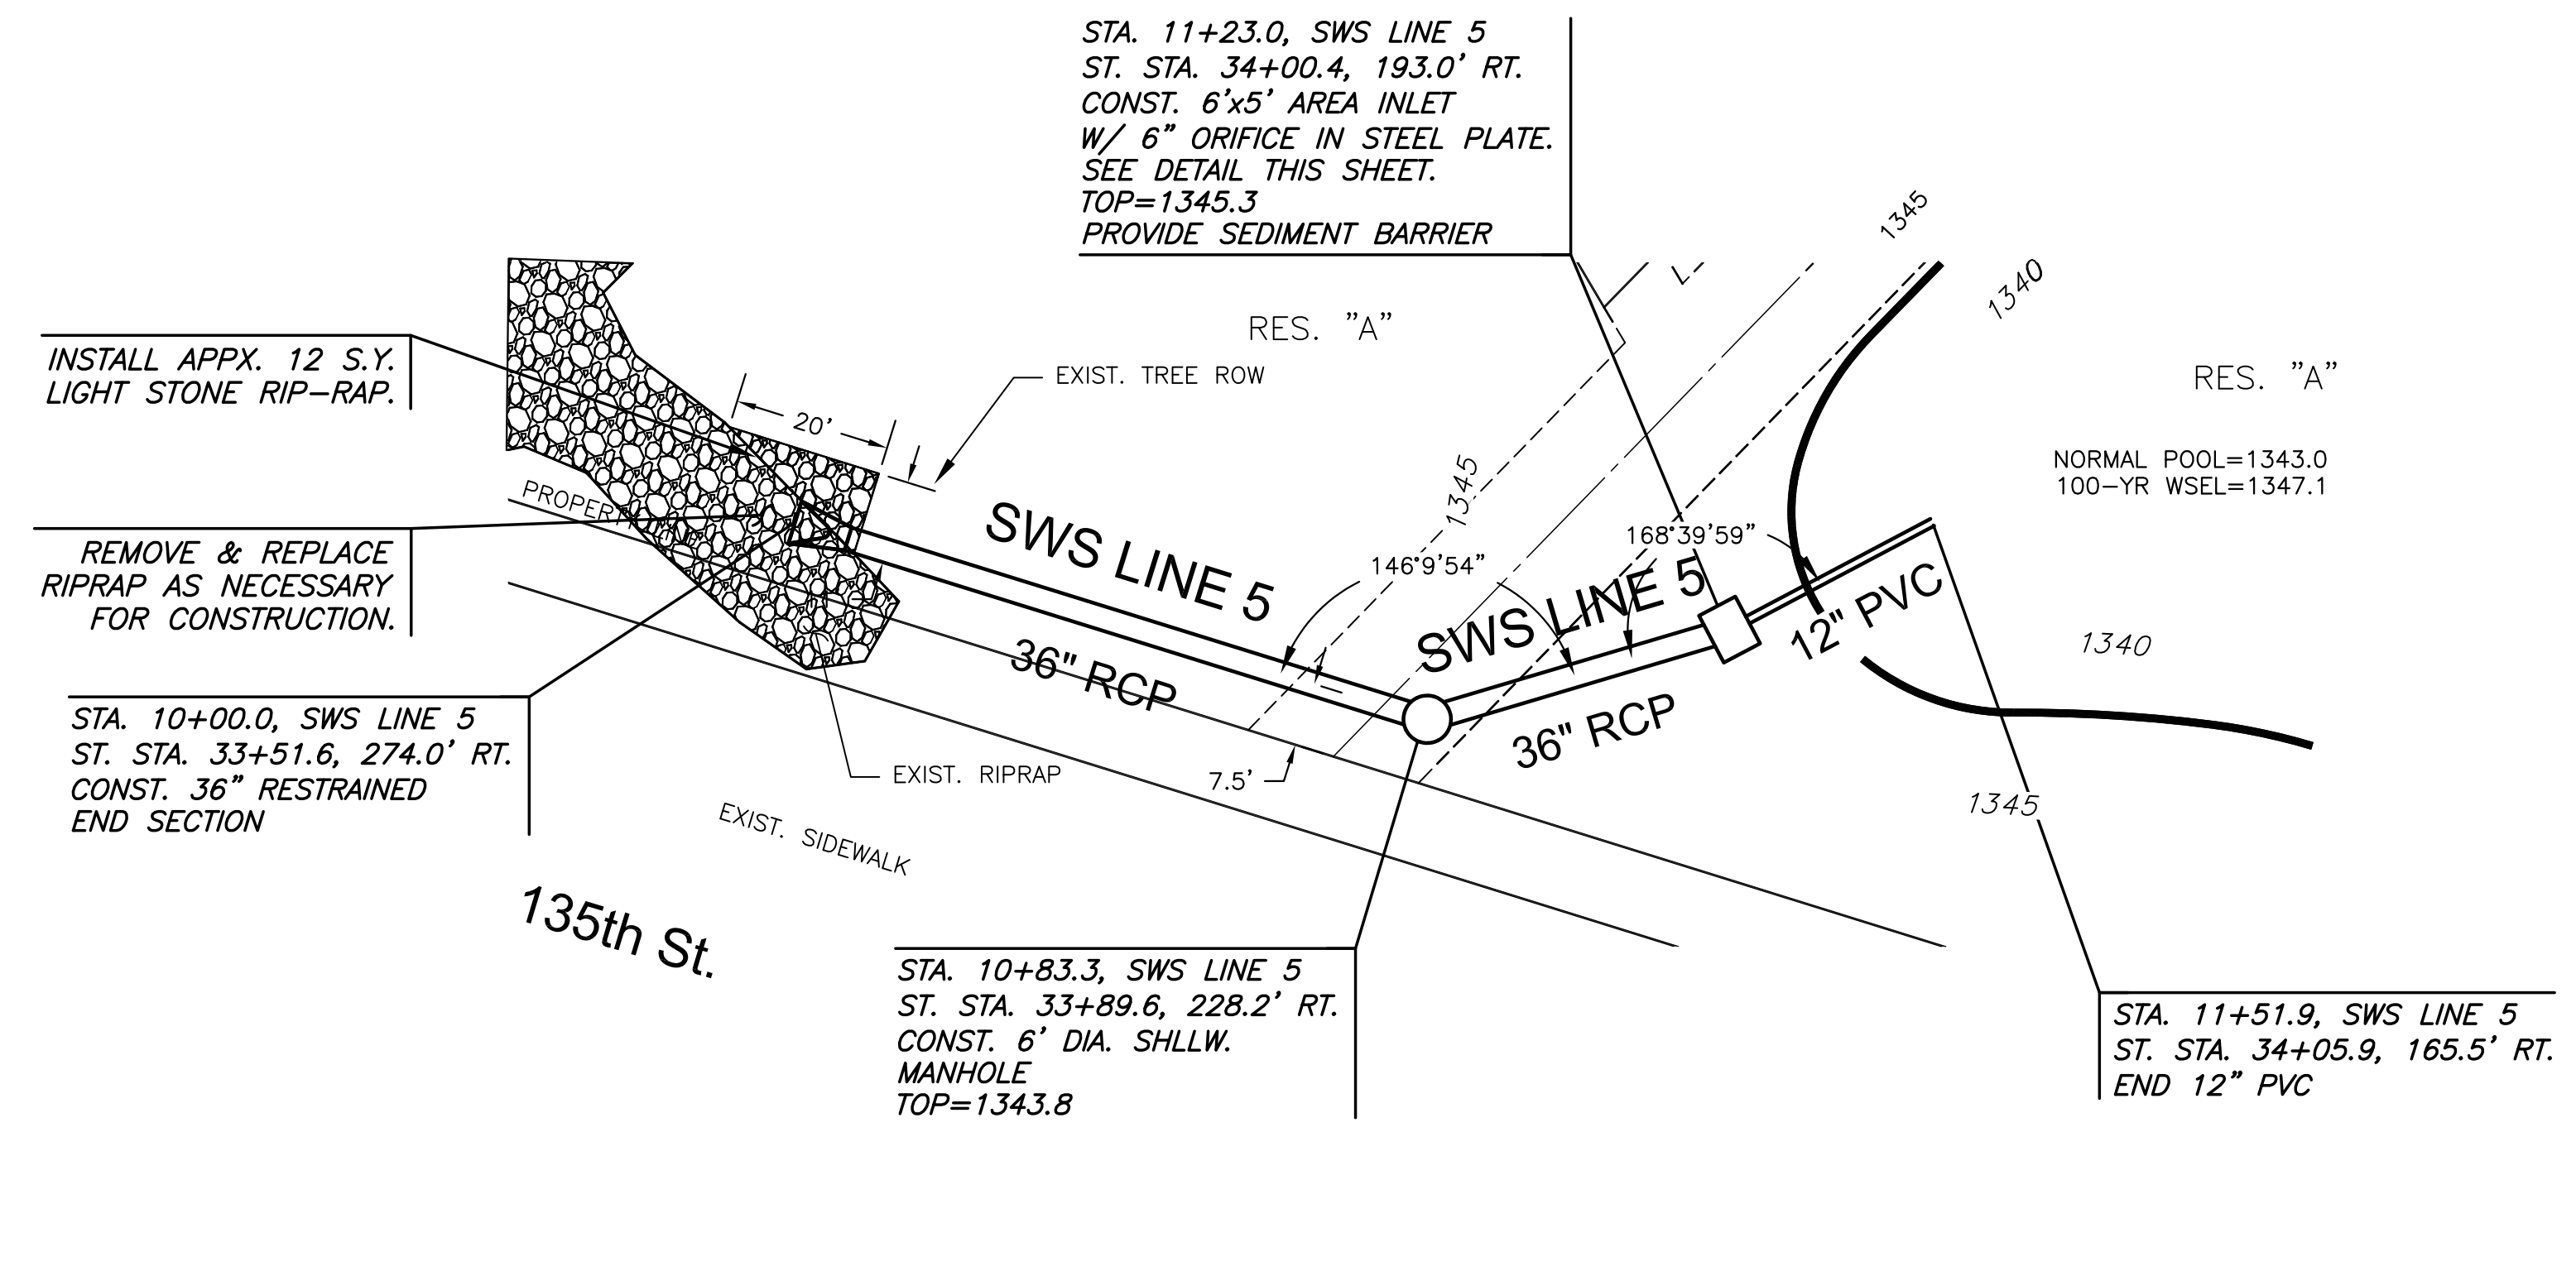 STA. 11+23.0, SWS LINE 5
ST. STA. 34+00.4, 193.0' RT.
CONST. 6'x5' AREA INLET
W/ 6" ORIFICE IN STEEL PLATE.
SEE DETAIL THIS SHEET.
TOP=1345.3
PROVIDE SEDIMENT BARRIER
1345
1340
RES. "A"
EXIST. TREE ROW
RES. "A"
INSTALL APPX. 12 S.Y.
LIGHT STONE RIP-RAP.
20'
NORMAL POOL=1343.0
100-YR WSEL=1347.1
PROPERTY LINE
1345
SWS LINE 5
168°39'59"
146°9'54"
REMOVE & REPLACE
RIPRAP AS NECESSARY
FOR CONSTRUCTION.
SWS LINE 5
12" PVC
1340
36" RCP
36" RCP
STA. 10+00.0, SWS LINE 5
ST. STA. 33+51.6, 274.0' RT.
CONST. 36" RESTRAINED
END SECTION
EXIST. RIPRAP
7.5'
1345
EXIST. SIDEWALK
135th St.
STA. 10+83.3, SWS LINE 5
ST. STA. 33+89.6, 228.2' RT.
CONST. 6' DIA. SHLLW.
MANHOLE
TOP=1343.8
STA. 11+51.9, SWS LINE 5
ST. STA. 34+05.9, 165.5' RT.
END 12" PVC